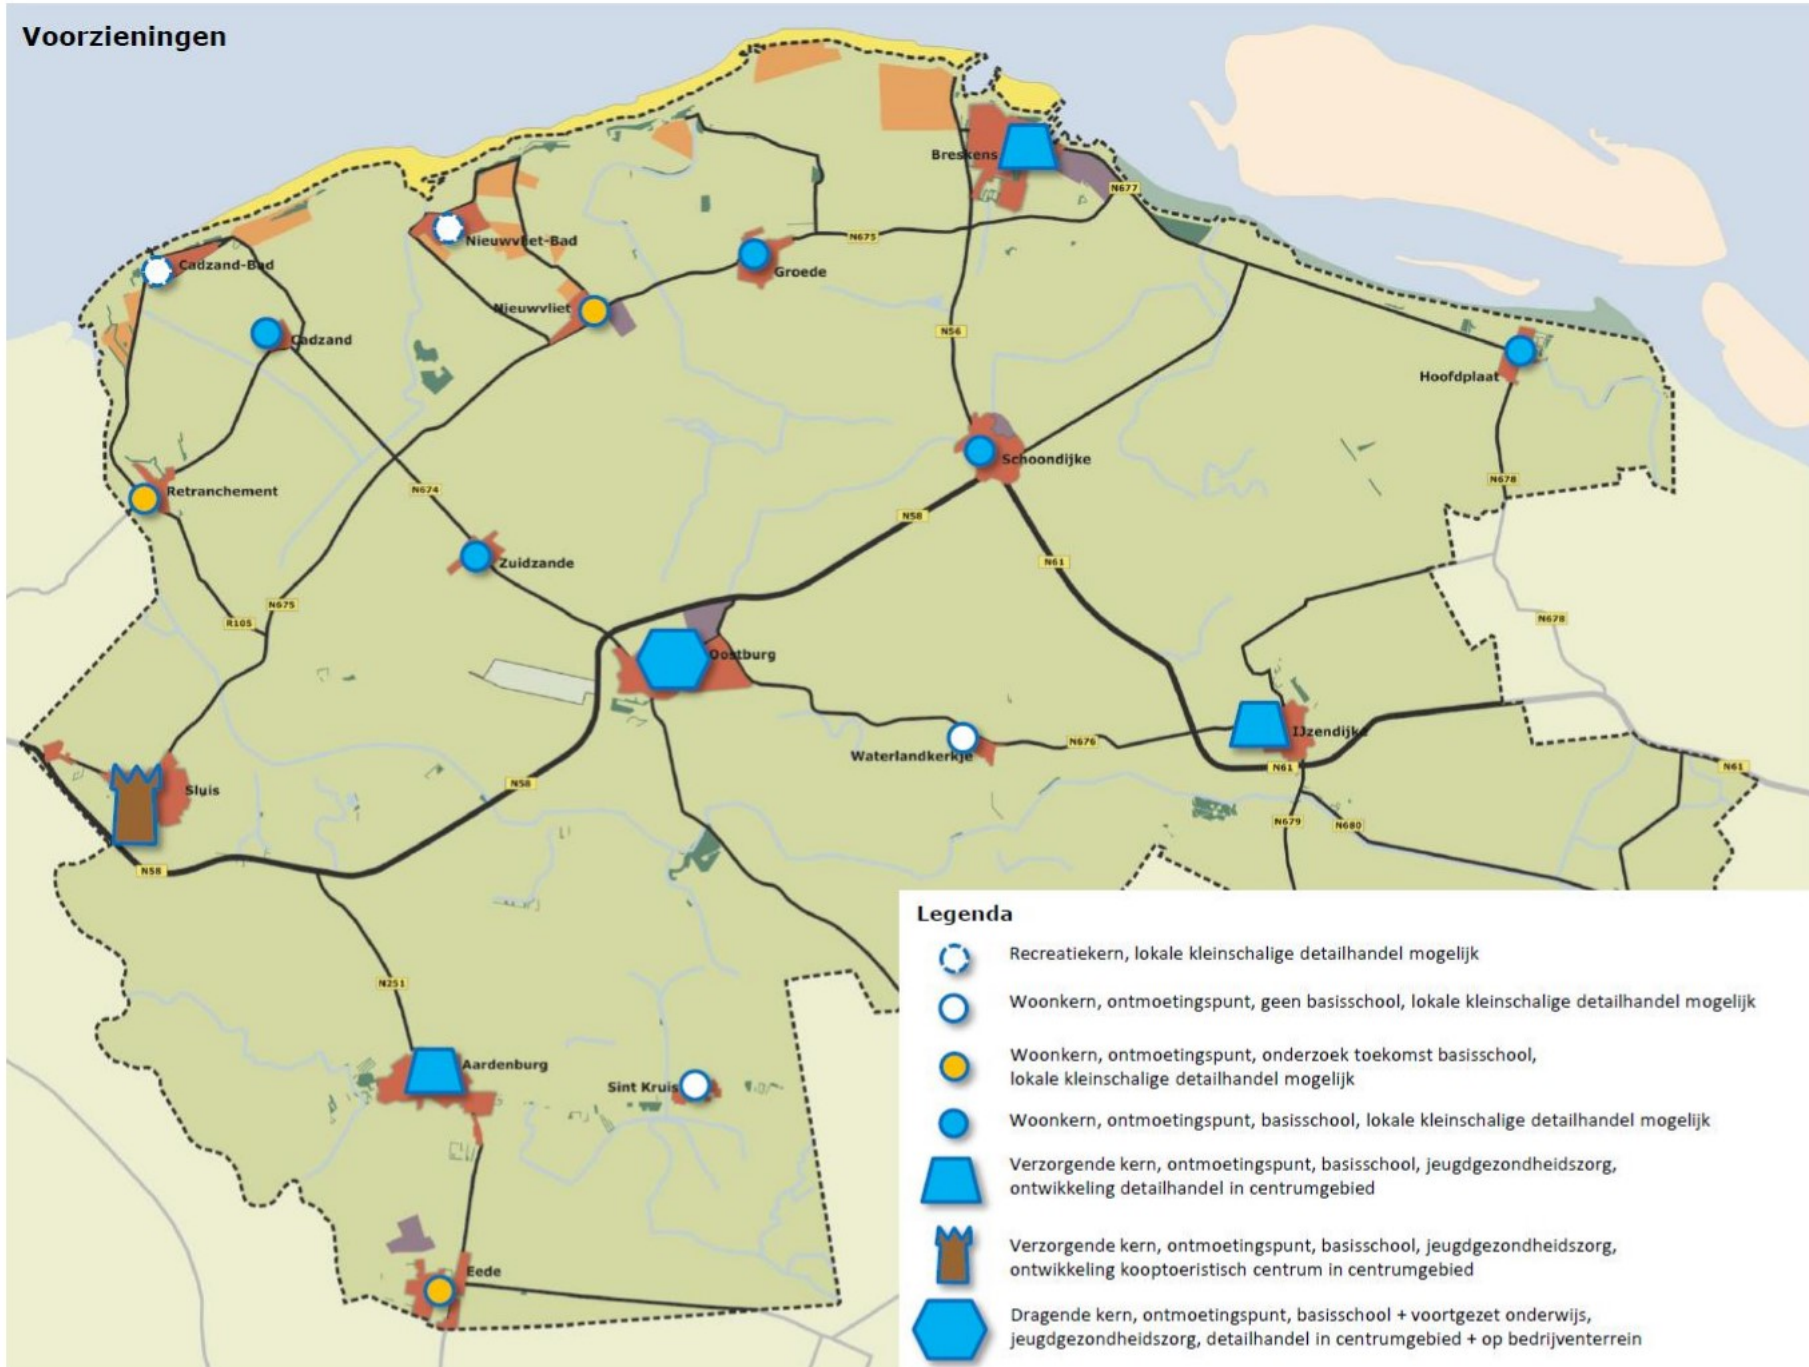 Voorzieningen
Breskens
N677
Nieuwvliet-Bad
N675
Cadzand-Bad
Groede
Nieuwvliet
N56
Cadzand
Hoofdplaat
Schoondijke
N678
Retranchement
N674
N58
Zuidzande
N61
N675
R105
N678
Oostburg
IJzendijke
N676
Waterlandkerkje
N61
N61
N58
Sluis
N679
N680
N58
N251
Aardenburg
Sint Kruis
Eede
Legenda
Recreatiekern, lokale kleinschalige detailhandel mogelijk
Woonkern, ontmoetingspunt, geen basisschool, lokale kleinschalige detailhandel mogelijk
Woonkern, ontmoetingspunt, onderzoek toekomst basisschool,
lokale kleinschalige detailhandel mogelijk
Woonkern, ontmoetingspunt, basisschool, lokale kleinschalige detailhandel mogelijk
Verzorgende kern, ontmoetingspunt, basisschool, jeugdgezondheidszorg,
ontwikkeling detailhandel in centrumgebied
Verzorgende kern, ontmoetingspunt, basisschool, jeugdgezondheidszorg,
ontwikkeling kooptoeristisch centrum in centrumgebied
Dragende kern, ontmoetingspunt, basisschool + voortgezet onderwijs,
jeugdgezondheidszorg, detailhandel in centrumgebied + op bedrijventerrein